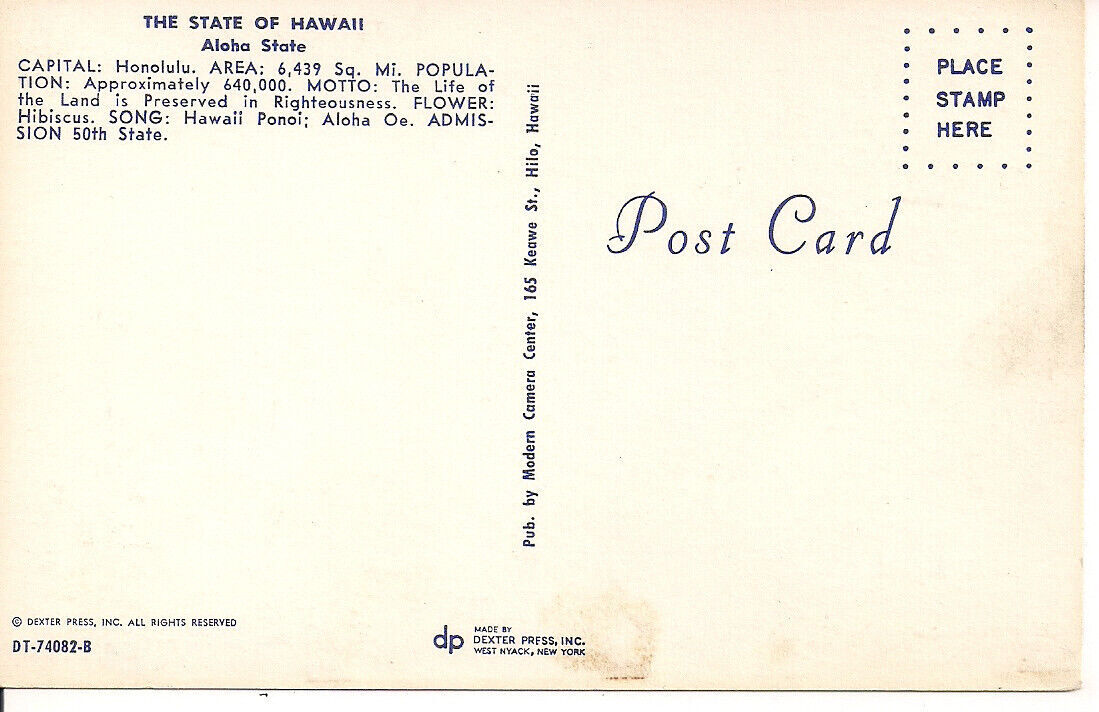 THE STATE OF HAWAII
Aloha State
CAPITAL: Honolulu. AREA: 6,439 Sq. Mi. POPULA-
TION: Approximately 640,000. MOTTO: The Life of
the Land is Preserved in Righteousness. FLOWER:
Hibiscus. SONG: Hawaii Ponoi; Aloha Oe. ADMIS-
SION 50th State.
Pub. by Modern Camera Center, 165 Keawe St., Hilo, Hawaii
PLACE
STAMP
HERE
Post Card
© DEXTER PRESS, INC. ALL RIGHTS RESERVED
DT-74082-B
dp
MADE BY
DEXTER PRESS, INC.
WEST NYACK, NEW YORK